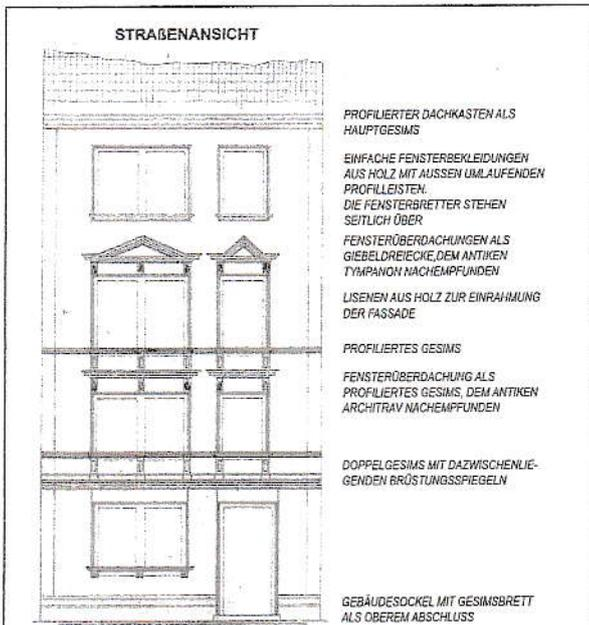 STRAßENANSICHT
PROFILIERTER DACHKASTEN ALS
HAUPTGESIMS
EINFACHE FENSTERBEKLEIDUNGEN
AUS HOLZ MIT AUSSEN UMLAUFENDEN
PROFILLEISTEN.
DIE FENSTERBRETTER STEHEN
SEITLICH ÜBER
FENSTERÜBERDACHUNGEN ALS
GIEBELDREIECKE,DEM ANTIKEN
TYMPANON NACHEMPFUNDEN
LISENEN AUS HOLZ ZUR EINRAHMUNG
DER FASSADE
PROFILIERTES GESIMS
FENSTERÜBERDACHUNG ALS
PROFILIERTES GESIMS, DEM ANTIKEN
ARCHITRAV NACHEMPFUNDEN
DOPPELGESIMS MIT DAZWISCHENLIE-
GENDEN BRÜSTUNGSSPIEGELN
GEBÄUDESOCKEL MIT GESIMSBRETT
ALS OBEREM ABSCHLUSS